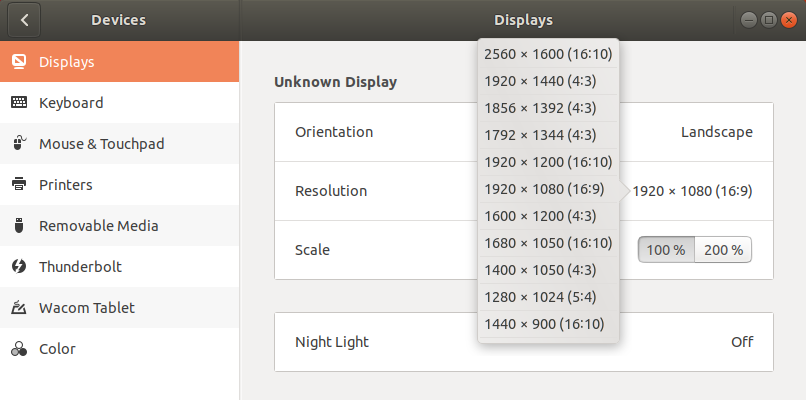 Devices
Displays
Displays
Keyboard
Mouse & Touchpad
Printers
Removable Media
Thunderbolt
Wacom Tablet
Color
Unknown Display
Orientation
Landscape
Resolution
1920 × 1080 (16:9)
Scale
100 %
200 %
Night Light
Off
2560 × 1600 (16:10)
1920 × 1440 (4:3)
1856 × 1392 (4:3)
1792 × 1344 (4:3)
1920 × 1200 (16:10)
1920 × 1080 (16:9)
1600 × 1200 (4:3)
1680 × 1050 (16:10)
1400 × 1050 (4:3)
1280 × 1024 (5:4)
1440 × 900 (16:10)